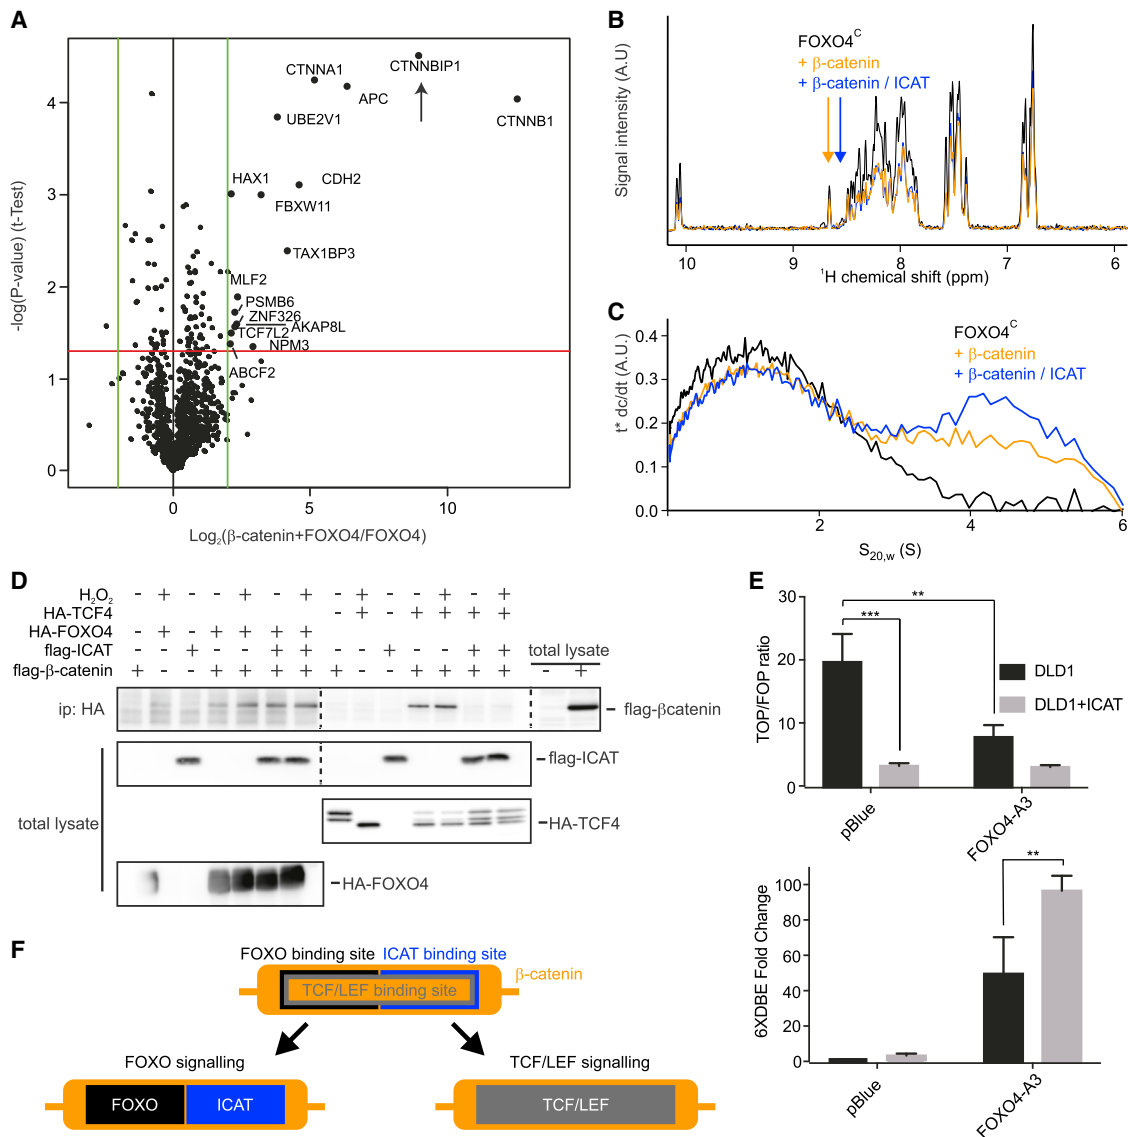 A
-log(P-value) (t-Test)
4
3
2
1
0
0
5
10
Log₂(β-catenin+FOXO4/FOXO4)
CTNNA1
CTNNBIP1
APC
CTNNB1
UBE2V1
HAX1
CDH2
FBXW11
TAX1BP3
MLF2
PSMB6
ZNF326
AKAP8L
TCF7L2
NPM3
ABCF2
B
Signal intensity (A.U)
FOXO4ᶜ
+ β-catenin
+ β-catenin / ICAT
10
9
8
7
6
¹H chemical shift (ppm)
C
t* dc/dt (A.U.)
0.4
0.3
0.2
0.1
0.0
FOXO4ᶜ
+ β-catenin
+ β-catenin / ICAT
2
4
6
S20,w (S)
D
H₂O₂ - + - - + - + - - - - + - +
HA-TCF4 - + - + + + +
HA-FOXO4 - + - + + + +
flag-ICAT - - + - - + + - - + - - + + total lysate
flag-β-catenin + - - + + + + + - - + + + + - +
ip: HA
flag-βcatenin
flag-ICAT
total lysate
HA-TCF4
HA-FOXO4
E
TOP/FOP ratio
30
20
10
0
**
***
DLD1
DLD1+ICAT
pBlue
FOXO4-A3
6XDBE Fold Change
100
80
60
40
20
0
**
pBlue
FOXO4-A3
F
FOXO binding site ICAT binding site
β-catenin
TCF/LEF binding site
FOXO signalling
TCF/LEF signalling
FOXO
ICAT
TCF/LEF